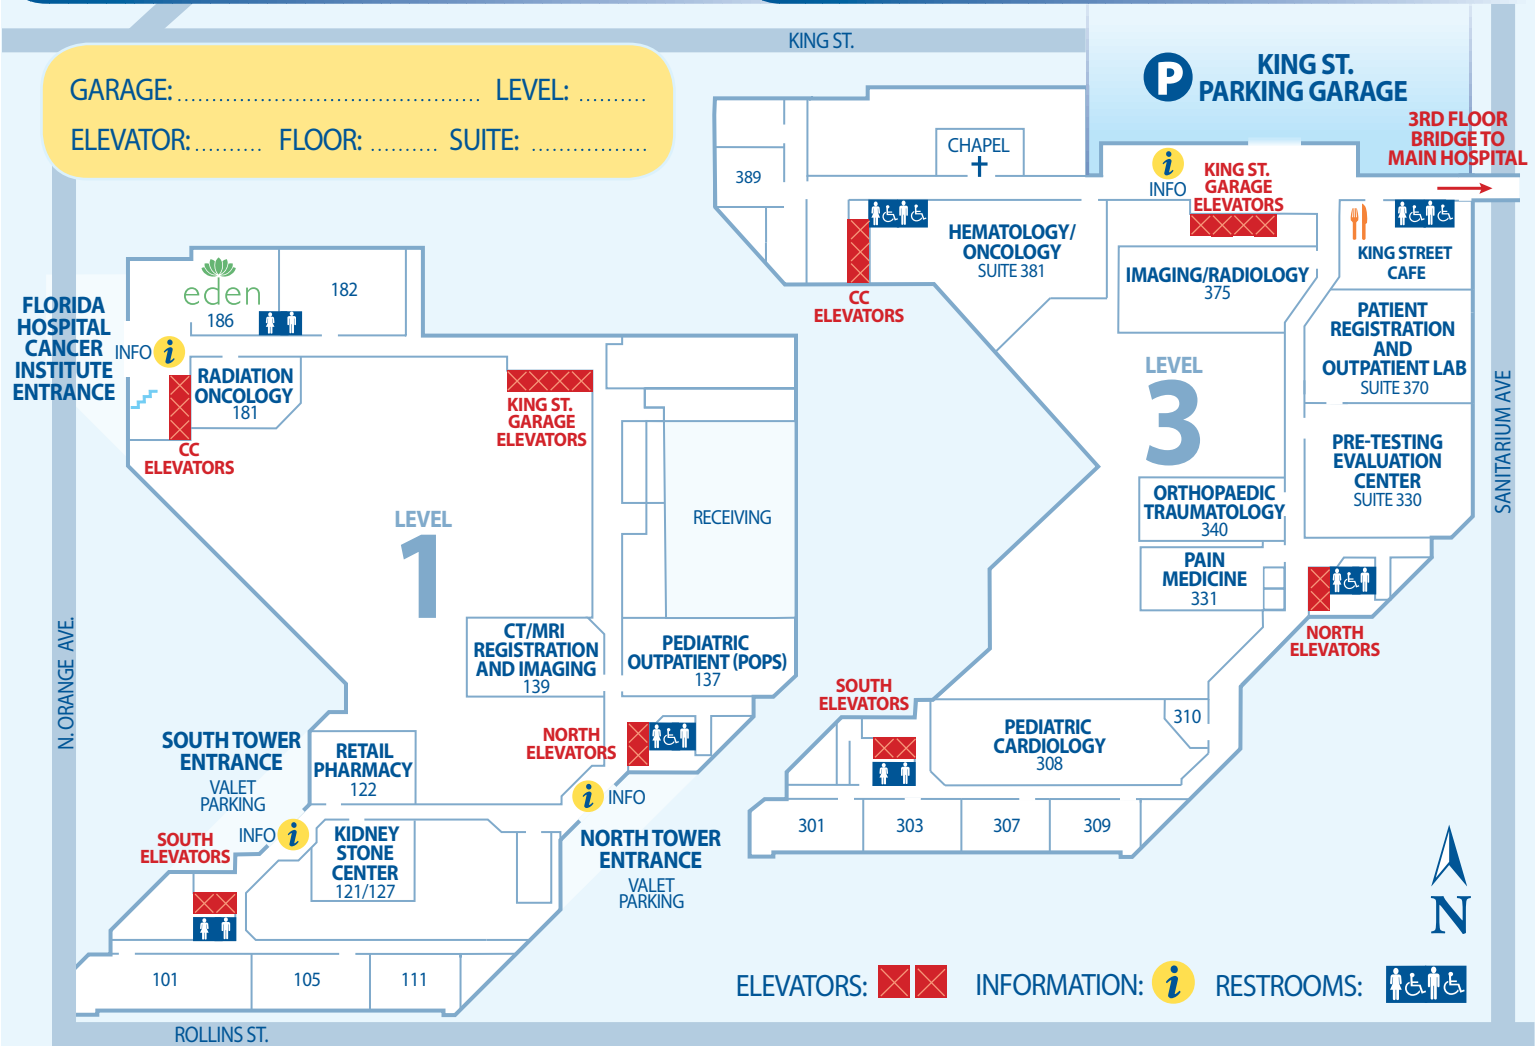 KING ST.
GARAGE: LEVEL:
ELEVATOR: FLOOR: SUITE:
P
KING ST.
PARKING GARAGE
3RD FLOOR
BRIDGE TO
MAIN HOSPITAL
CHAPEL
389
i
INFO
KING ST.
GARAGE
ELEVATORS
HEMATOLOGY/
ONCOLOGY
SUITE 381
CC
ELEVATORS
IMAGING/RADIOLOGY
375
KING STREET
CAFE
PATIENT
REGISTRATION
AND
OUTPATIENT LAB
SUITE 370
LEVEL
3
PRE-TESTING
EVALUATION
CENTER
SUITE 330
SANITARIUM AVE
ORTHOPAEDIC
TRAUMATOLOGY
340
PAIN
MEDICINE
331
NORTH
ELEVATORS
SOUTH
ELEVATORS
PEDIATRIC
CARDIOLOGY
308
310
301
303
307
309
eden
186
182
FLORIDA
HOSPITAL
CANCER
INSTITUTE
ENTRANCE
INFO i
RADIATION
ONCOLOGY
181
CC
ELEVATORS
KING ST.
GARAGE
ELEVATORS
LEVEL
1
RECEIVING
N. ORANGE AVE.
CT/MRI
REGISTRATION
AND IMAGING
139
PEDIATRIC
OUTPATIENT (POPS)
137
NORTH
ELEVATORS
SOUTH TOWER
ENTRANCE
VALET
PARKING
RETAIL
PHARMACY
122
i INFO
INFO i
SOUTH
ELEVATORS
KIDNEY
STONE
CENTER
121/127
NORTH TOWER
ENTRANCE
VALET
PARKING
101
105
111
ROLLINS ST.
N
ELEVATORS: INFORMATION: i RESTROOMS: